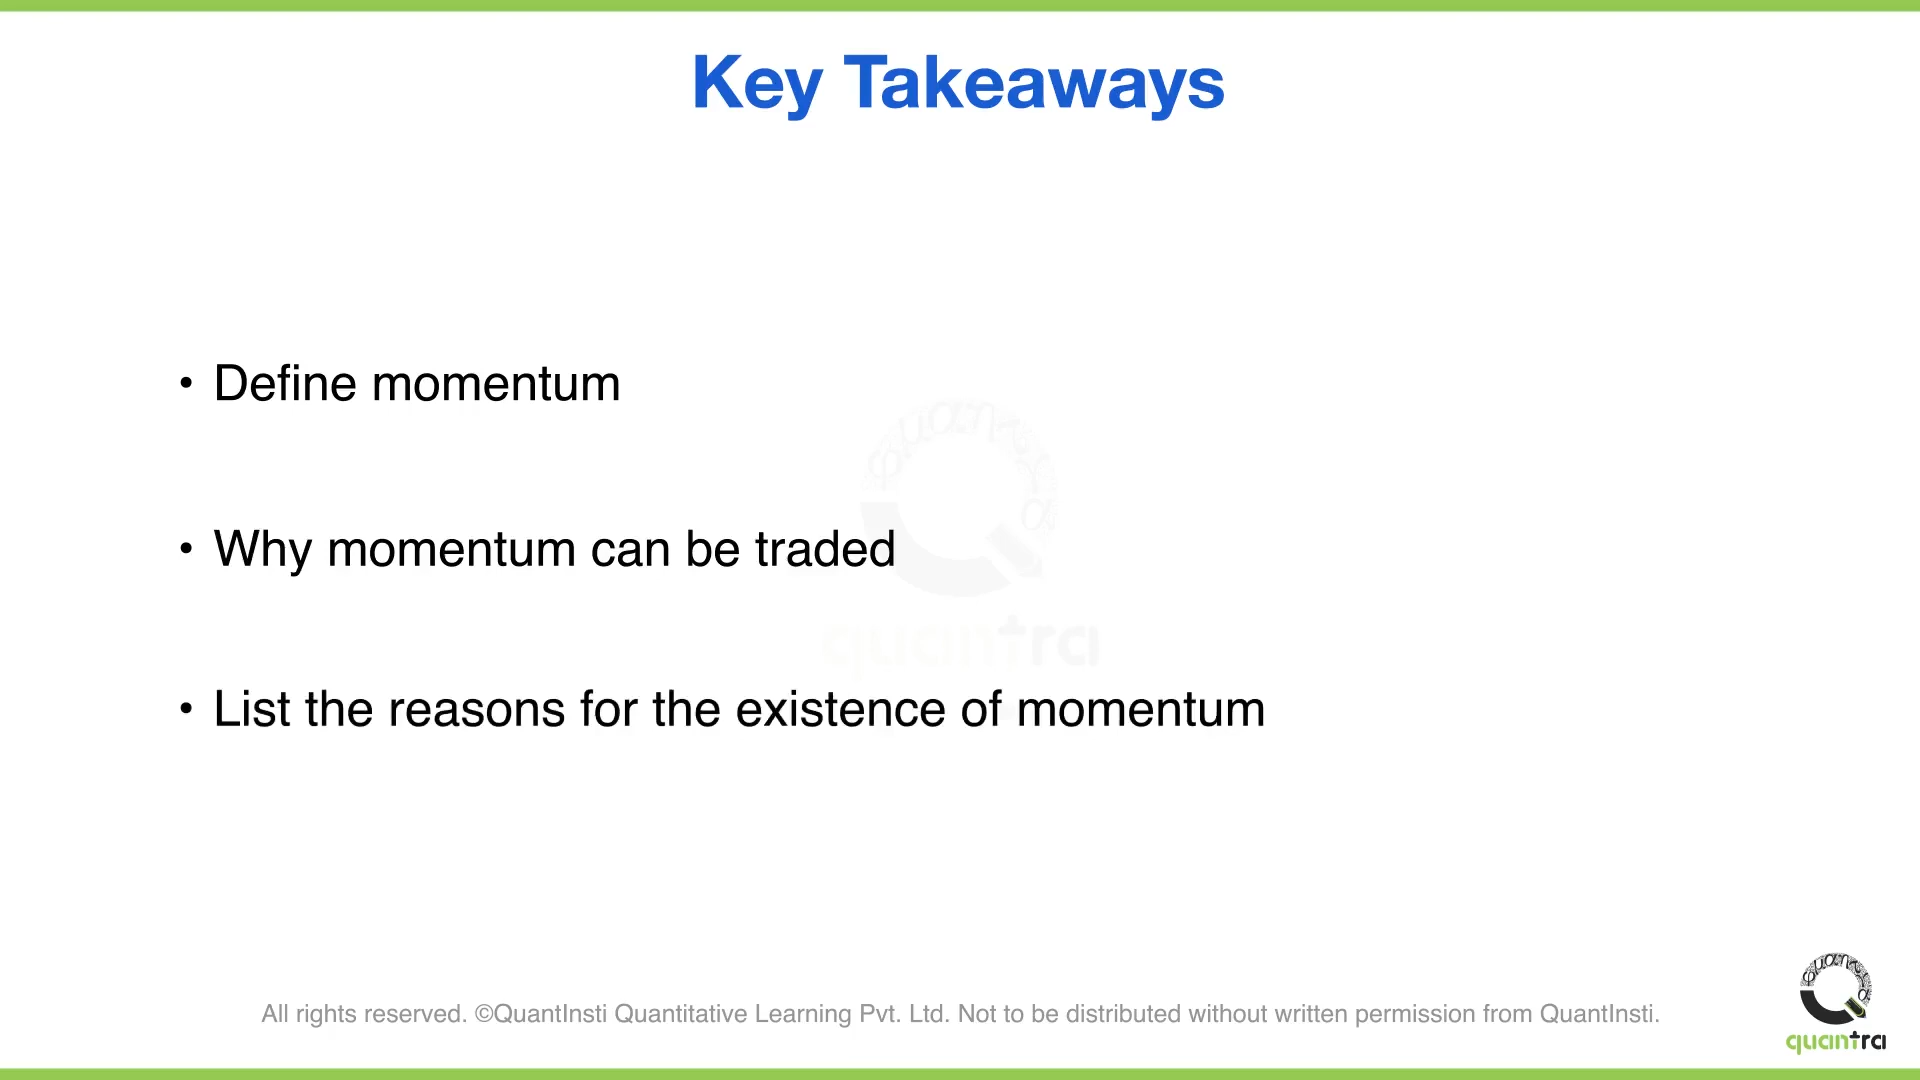 Key Takeaways
• Define momentum
• Why momentum can be traded
• List the reasons for the existence of momentum
All rights reserved. ©QuantInsti Quantitative Learning Pvt. Ltd. Not to be distributed without written permission from QuantInsti.
quantra